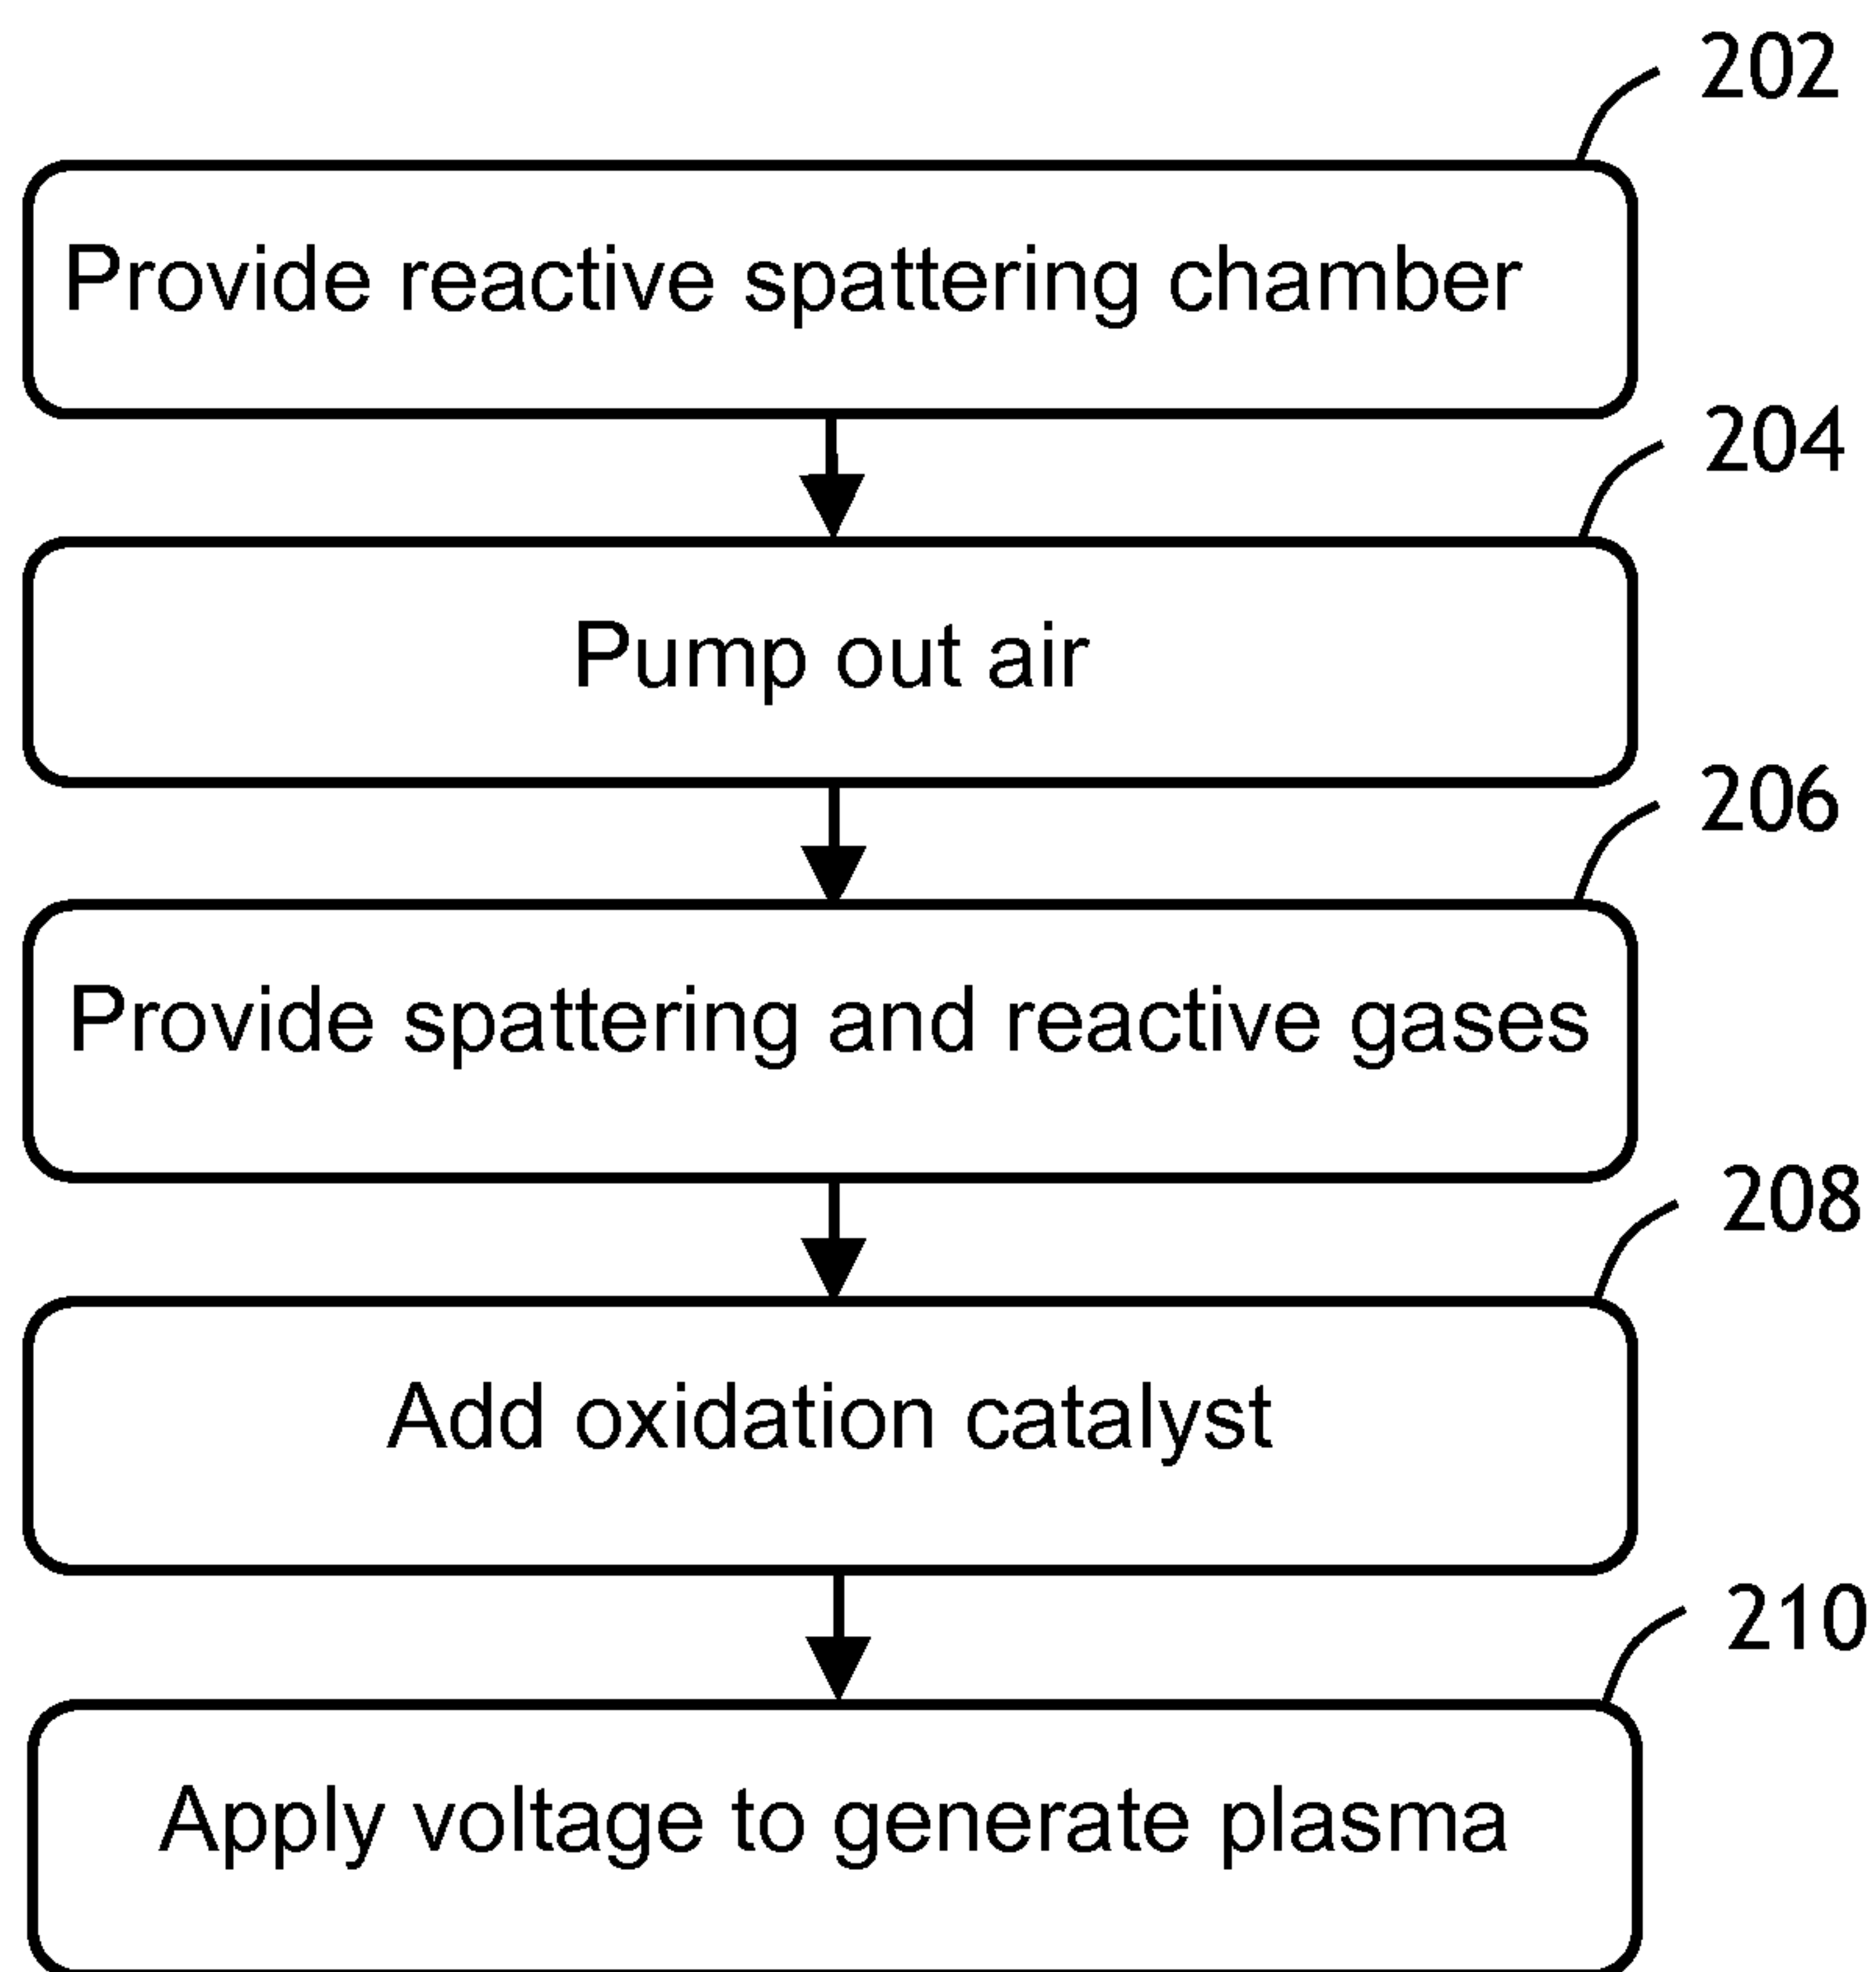 202
Provide reactive spattering chamber
204
Pump out air
206
Provide spattering and reactive gases
208
Add oxidation catalyst
210
Apply voltage to generate plasma